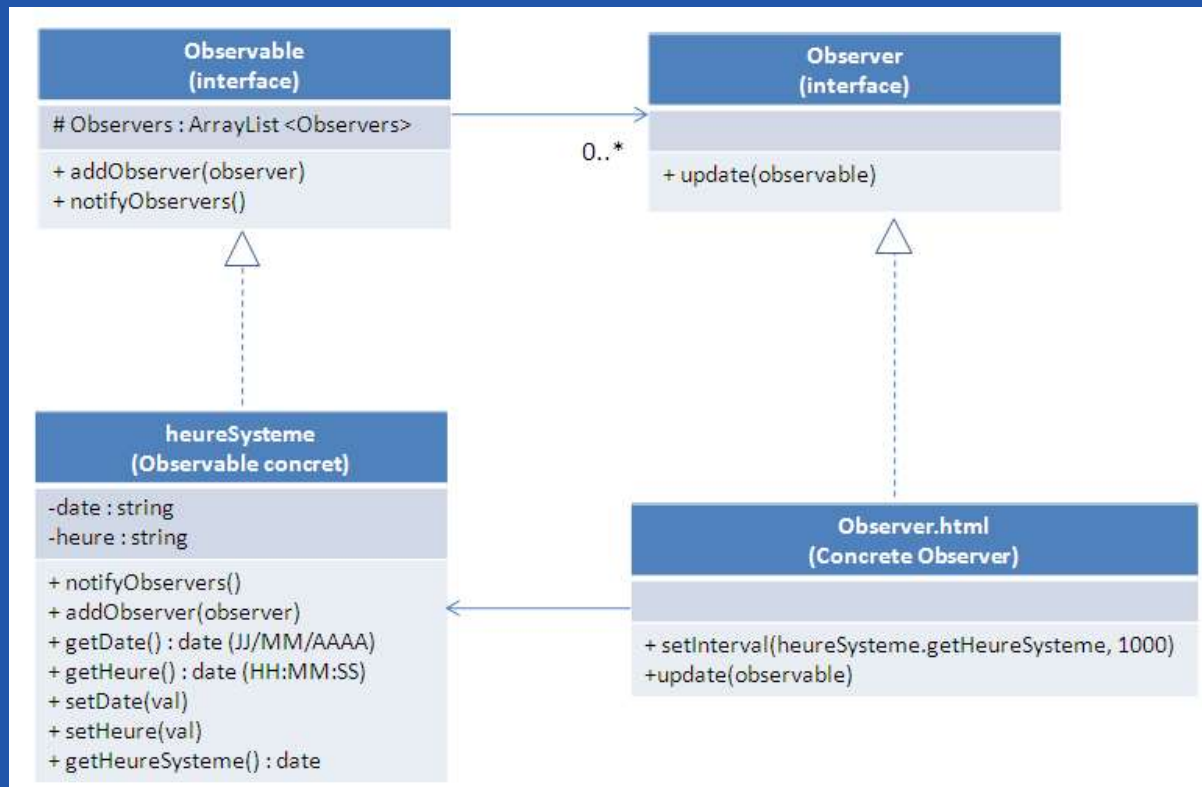 Observable
(interface)
# Observers : ArrayList <Observers>
+ addObserver(observer)
+ notifyObservers()
0..*
Observer
(interface)
+ update(observable)
heureSysteme
(Observable concret)
-date : string
-heure : string
+ notifyObservers()
+ addObserver(observer)
+ getDate() : date (JJ/MM/AAAA)
+ getHeure() : date (HH:MM:SS)
+ setDate(val)
+ setHeure(val)
+ getHeureSysteme() : date
Observer.html
(Concrete Observer)
+ setInterval(heureSysteme.getHeureSysteme, 1000)
+update(observable)